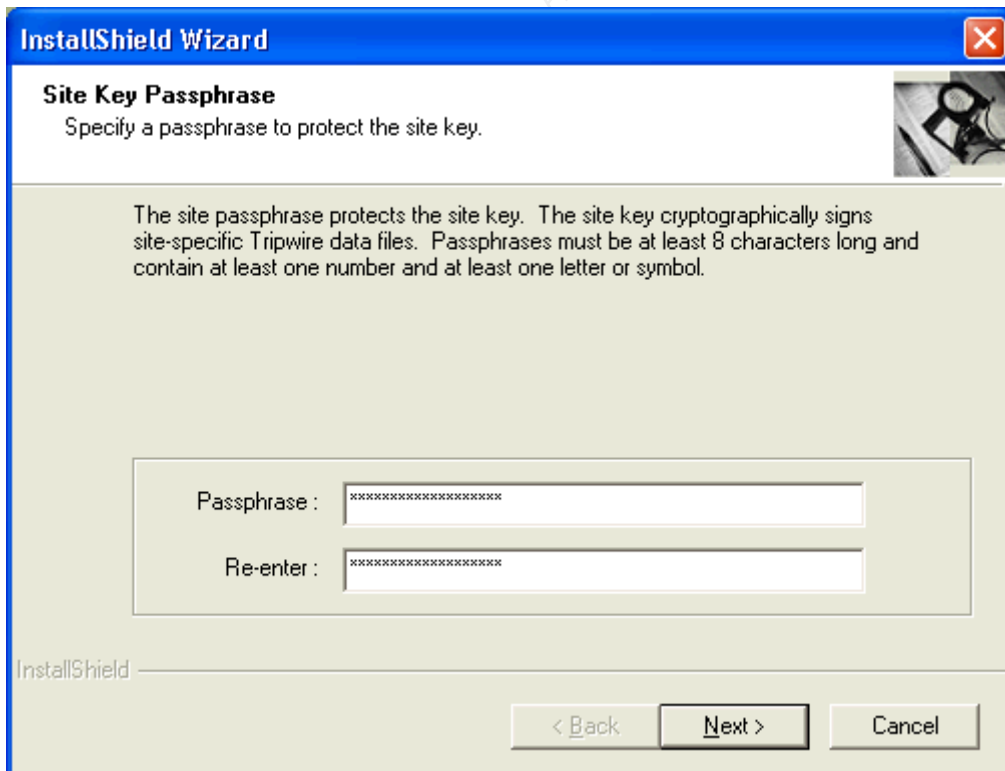 InstallShield Wizard
Site Key Passphrase
Specify a passphrase to protect the site key.
The site passphrase protects the site key. The site key cryptographically signs
site-specific Tripwire data files. Passphrases must be at least 8 characters long and
contain at least one number and at least one letter or symbol.
Passphrase : *******************
Re-enter : *******************
InstallShield
< Back Next > Cancel